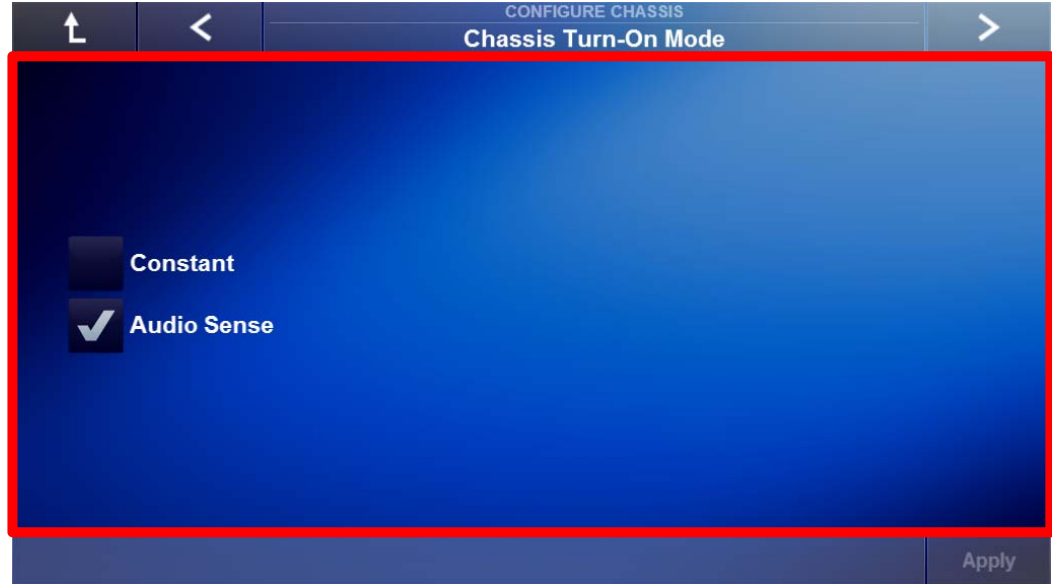 CONFIGURE CHASSIS
Chassis Turn-On Mode
Constant
Audio Sense
Apply